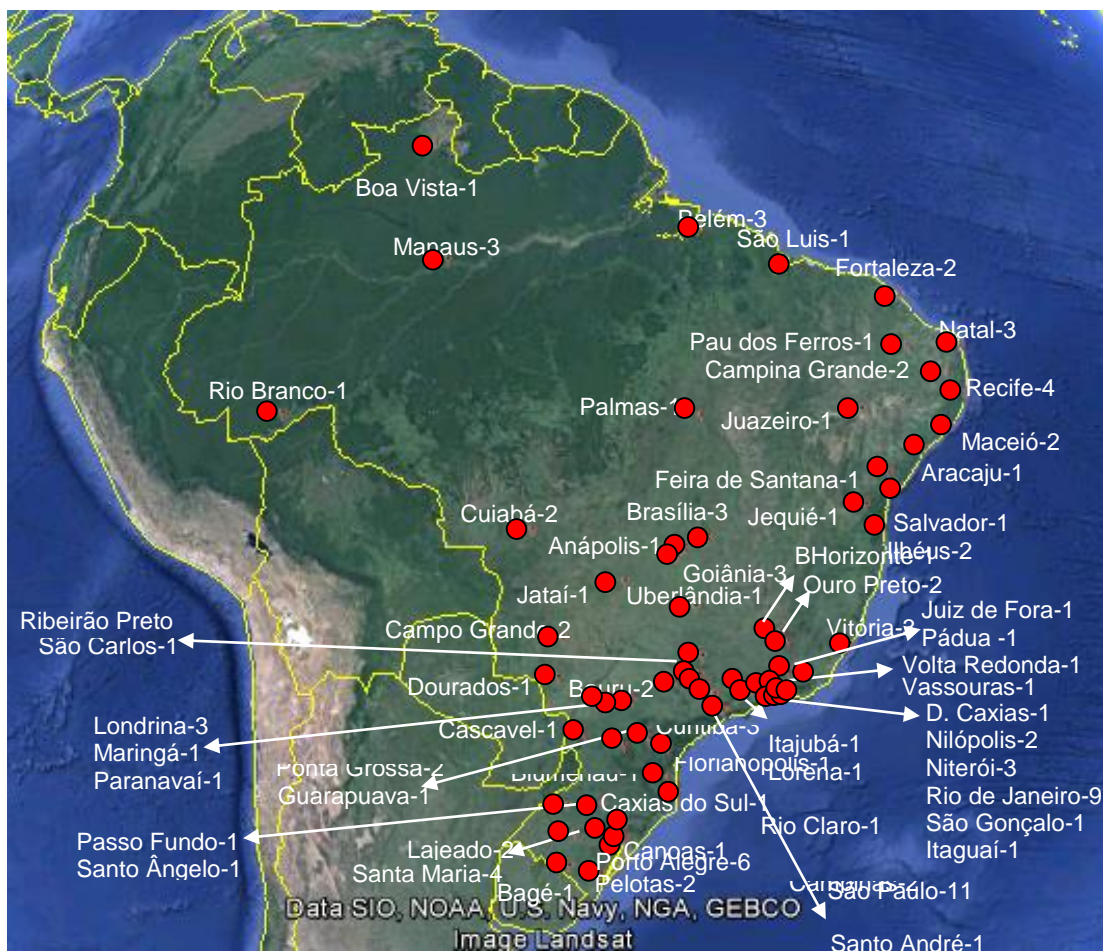 Boa Vista-1
Belém-3
São Luis-1
Manaus-3
Fortaleza-2
Natal-3
Pau dos Ferros-1
Campina Grande-2
Rio Branco-1
Recife-4
Palmas-1
Juazeiro-1
Maceió-2
Aracaju-1
Feira de Santana-1
Cuiabá-2
Brasília-3
Jequié-1
Salvador-1
Anápolis-1
Ilhéus-2
BHorizonte-1
Goiânia-3
Ouro Preto-2
Jataí-1
Uberlândia-1
Juiz de Fora-1
Ribeirão Preto
São Carlos-1
Campo Grande-2
Vitória-3
Pádua -1
Volta Redonda-1
Dourados-1
Bauru-2
Vassouras-1
D. Caxias-1
Nilópolis-2
Niterói-3
Rio de Janeiro-9
São Gonçalo-1
Itaguaí-1
Londrina-3
Maringá-1
Paranavaí-1
Cascavel-1
Curitiba-3
Itajubá-1
Lorena-1
Ponta Grossa-2
Guarapuava-1
Blumenau-1
Florianópolis-1
Caxias do Sul-1
Rio Claro-1
Passo Fundo-1
Santo Ângelo-1
Lajeado-2
Canoas-1
Santa Maria-4
Porto Alegre-6
Bagé-1
Pelotas-2
Campinas-2
São Paulo-11
Santo André-1
Data SIO, NOAA, U.S. Navy, NGA, GEBCO
Image Landsat